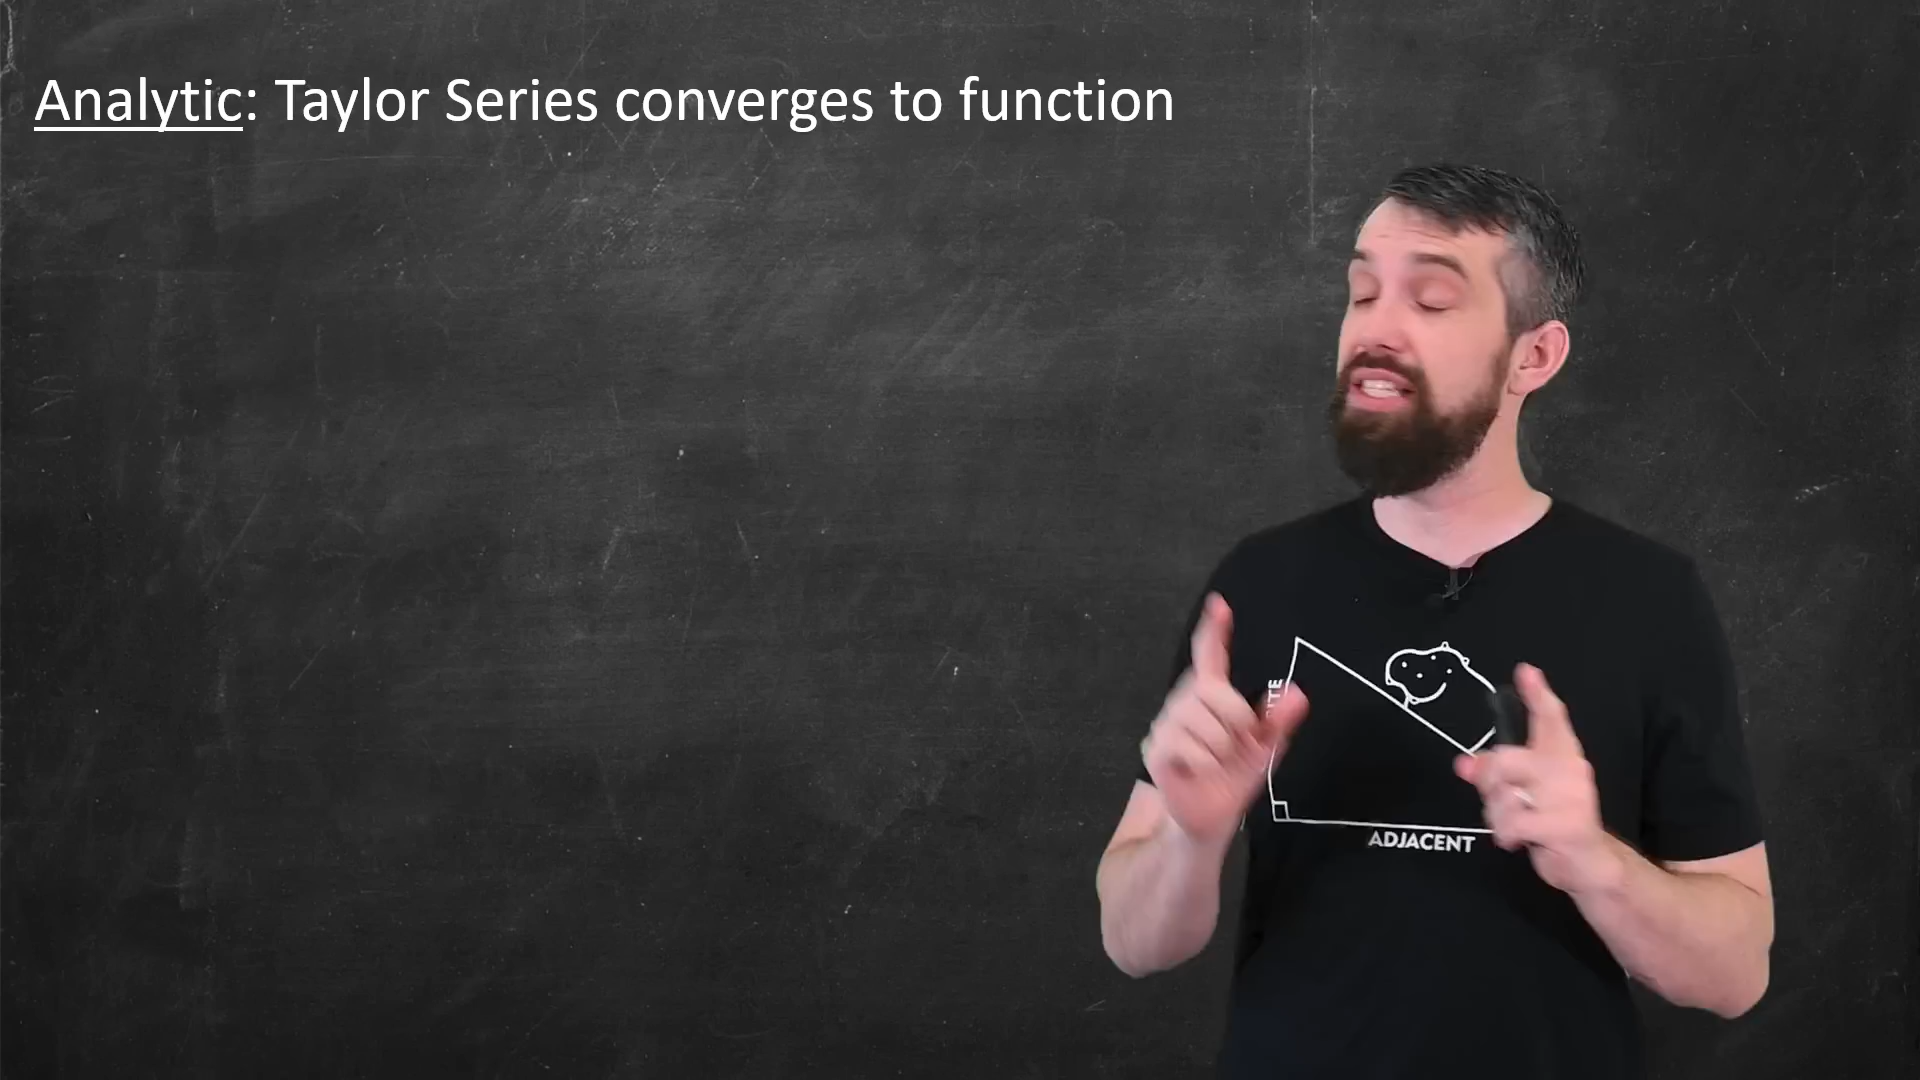 Analytic: Taylor Series converges to function
ADJACENT